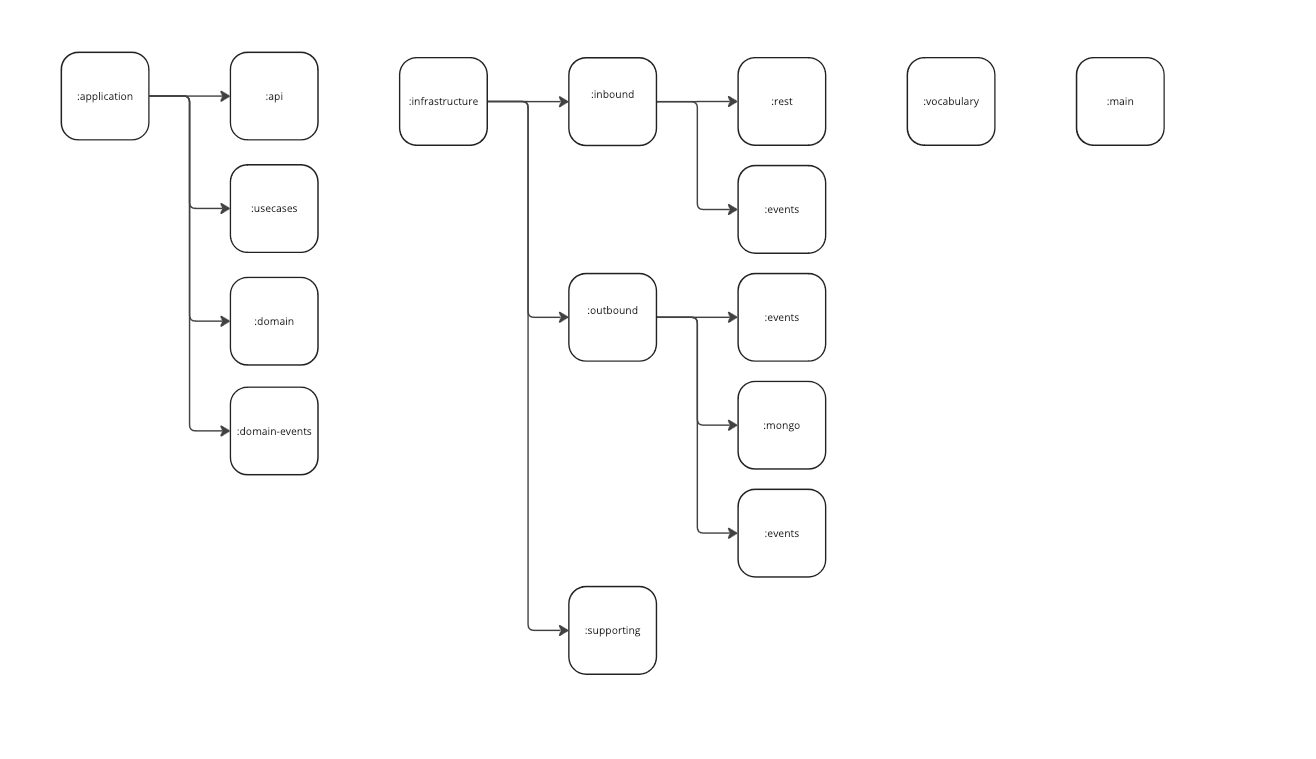 :application
:api
:usecases
:domain
:domain-events
:infrastructure
:inbound
:rest
:events
:outbound
:events
:mongo
:events
:supporting
:vocabulary
:main